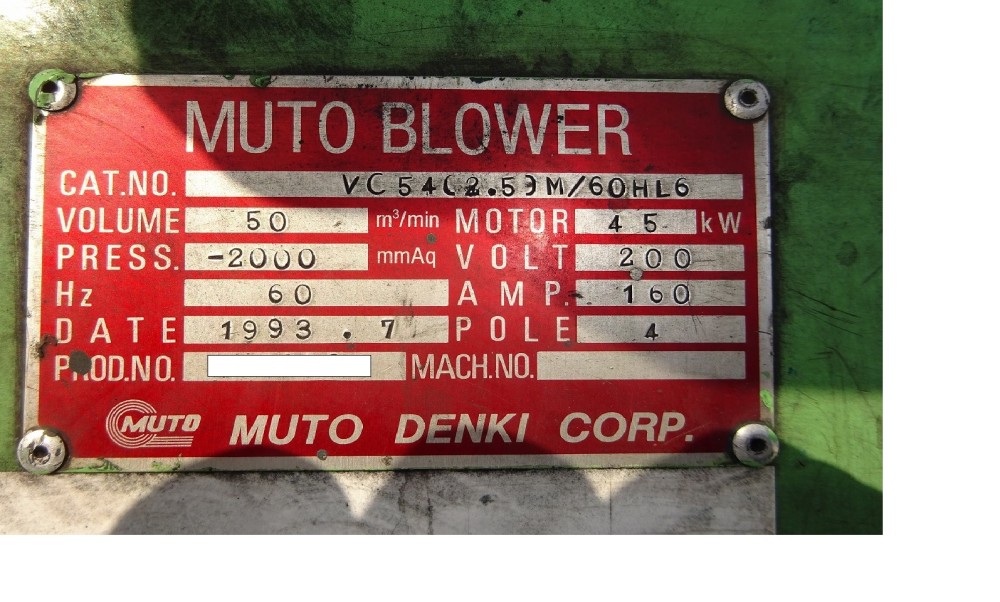 MUTO BLOWER
CAT.NO. VC54(2.5)M/60HL6
VOLUME 50 m³/min MOTOR 45 kW
PRESS. -2000 mmAq VOLT 200
Hz 60 AMP. 160
DATE 1993.7 POLE 4
PROD.NO. MACH.NO.
MUTO MUTO DENKI CORP.